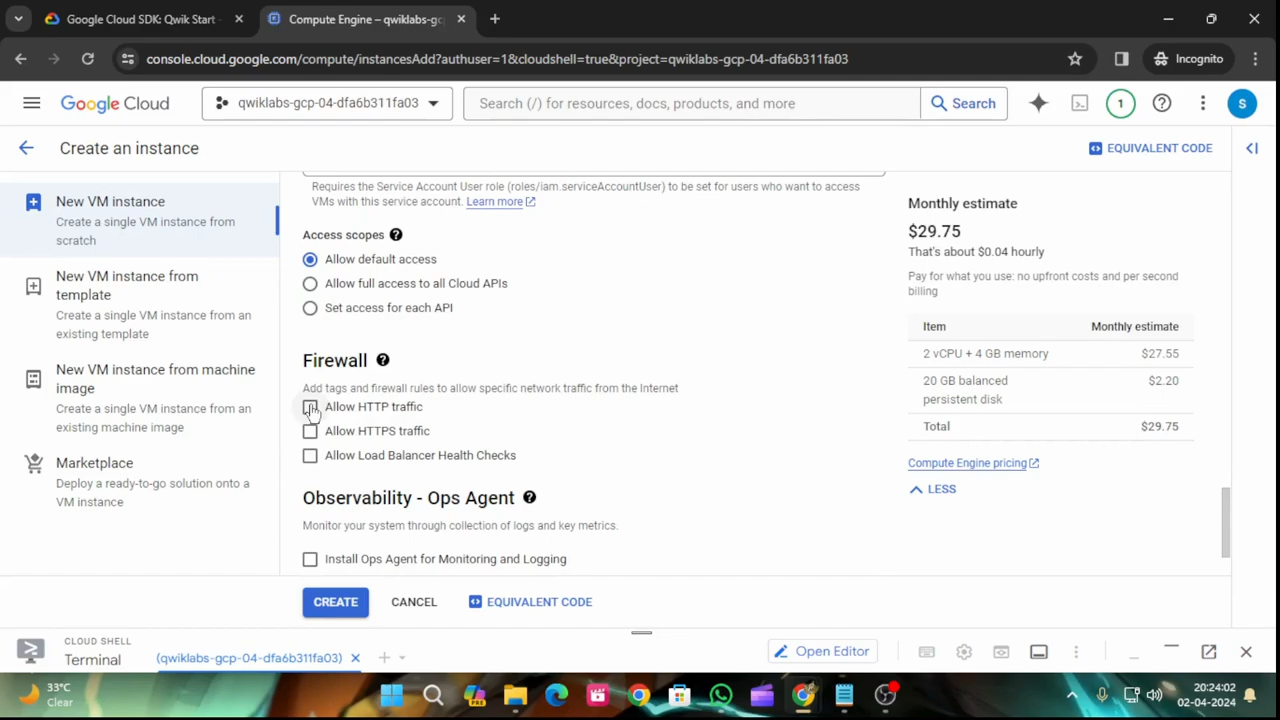 Google Cloud SDK: Qwik Start -
Compute Engine – qwiklabs-gc
console.cloud.google.com/compute/instancesAdd?authuser=1&cloudshell=true&project=qwiklabs-gcp-04-dfa6b311fa03
Incognito
Google Cloud
qwiklabs-gcp-04-dfa6b311fa03
Search (/) for resources, docs, products, and more
Search
1
S
Create an instance
EQUIVALENT CODE
New VM instance
Create a single VM instance from
scratch
New VM instance from
template
Create a single VM instance from an
existing template
New VM instance from machine
image
Create a single VM instance from an
existing machine image
Marketplace
Deploy a ready-to-go solution onto a
VM instance
Requires the Service Account User role (roles/iam.serviceAccountUser) to be set for users who want to access
VMs with this service account. Learn more
Access scopes
Allow default access
Allow full access to all Cloud APIs
Set access for each API
Firewall
Add tags and firewall rules to allow specific network traffic from the Internet
Allow HTTP traffic
Allow HTTPS traffic
Allow Load Balancer Health Checks
Observability - Ops Agent
Monitor your system through collection of logs and key metrics.
Install Ops Agent for Monitoring and Logging
CREATE
CANCEL
EQUIVALENT CODE
Monthly estimate
$29.75
That's about $0.04 hourly
Pay for what you use: no upfront costs and per second
billing
Item Monthly estimate
2 vCPU + 4 GB memory $27.55
20 GB balanced $2.20
persistent disk
Total $29.75
Compute Engine pricing
LESS
CLOUD SHELL
Terminal
(qwiklabs-gcp-04-dfa6b311fa03)
Open Editor
33°C
Clear
PRE
20:24:02
02-04-2024